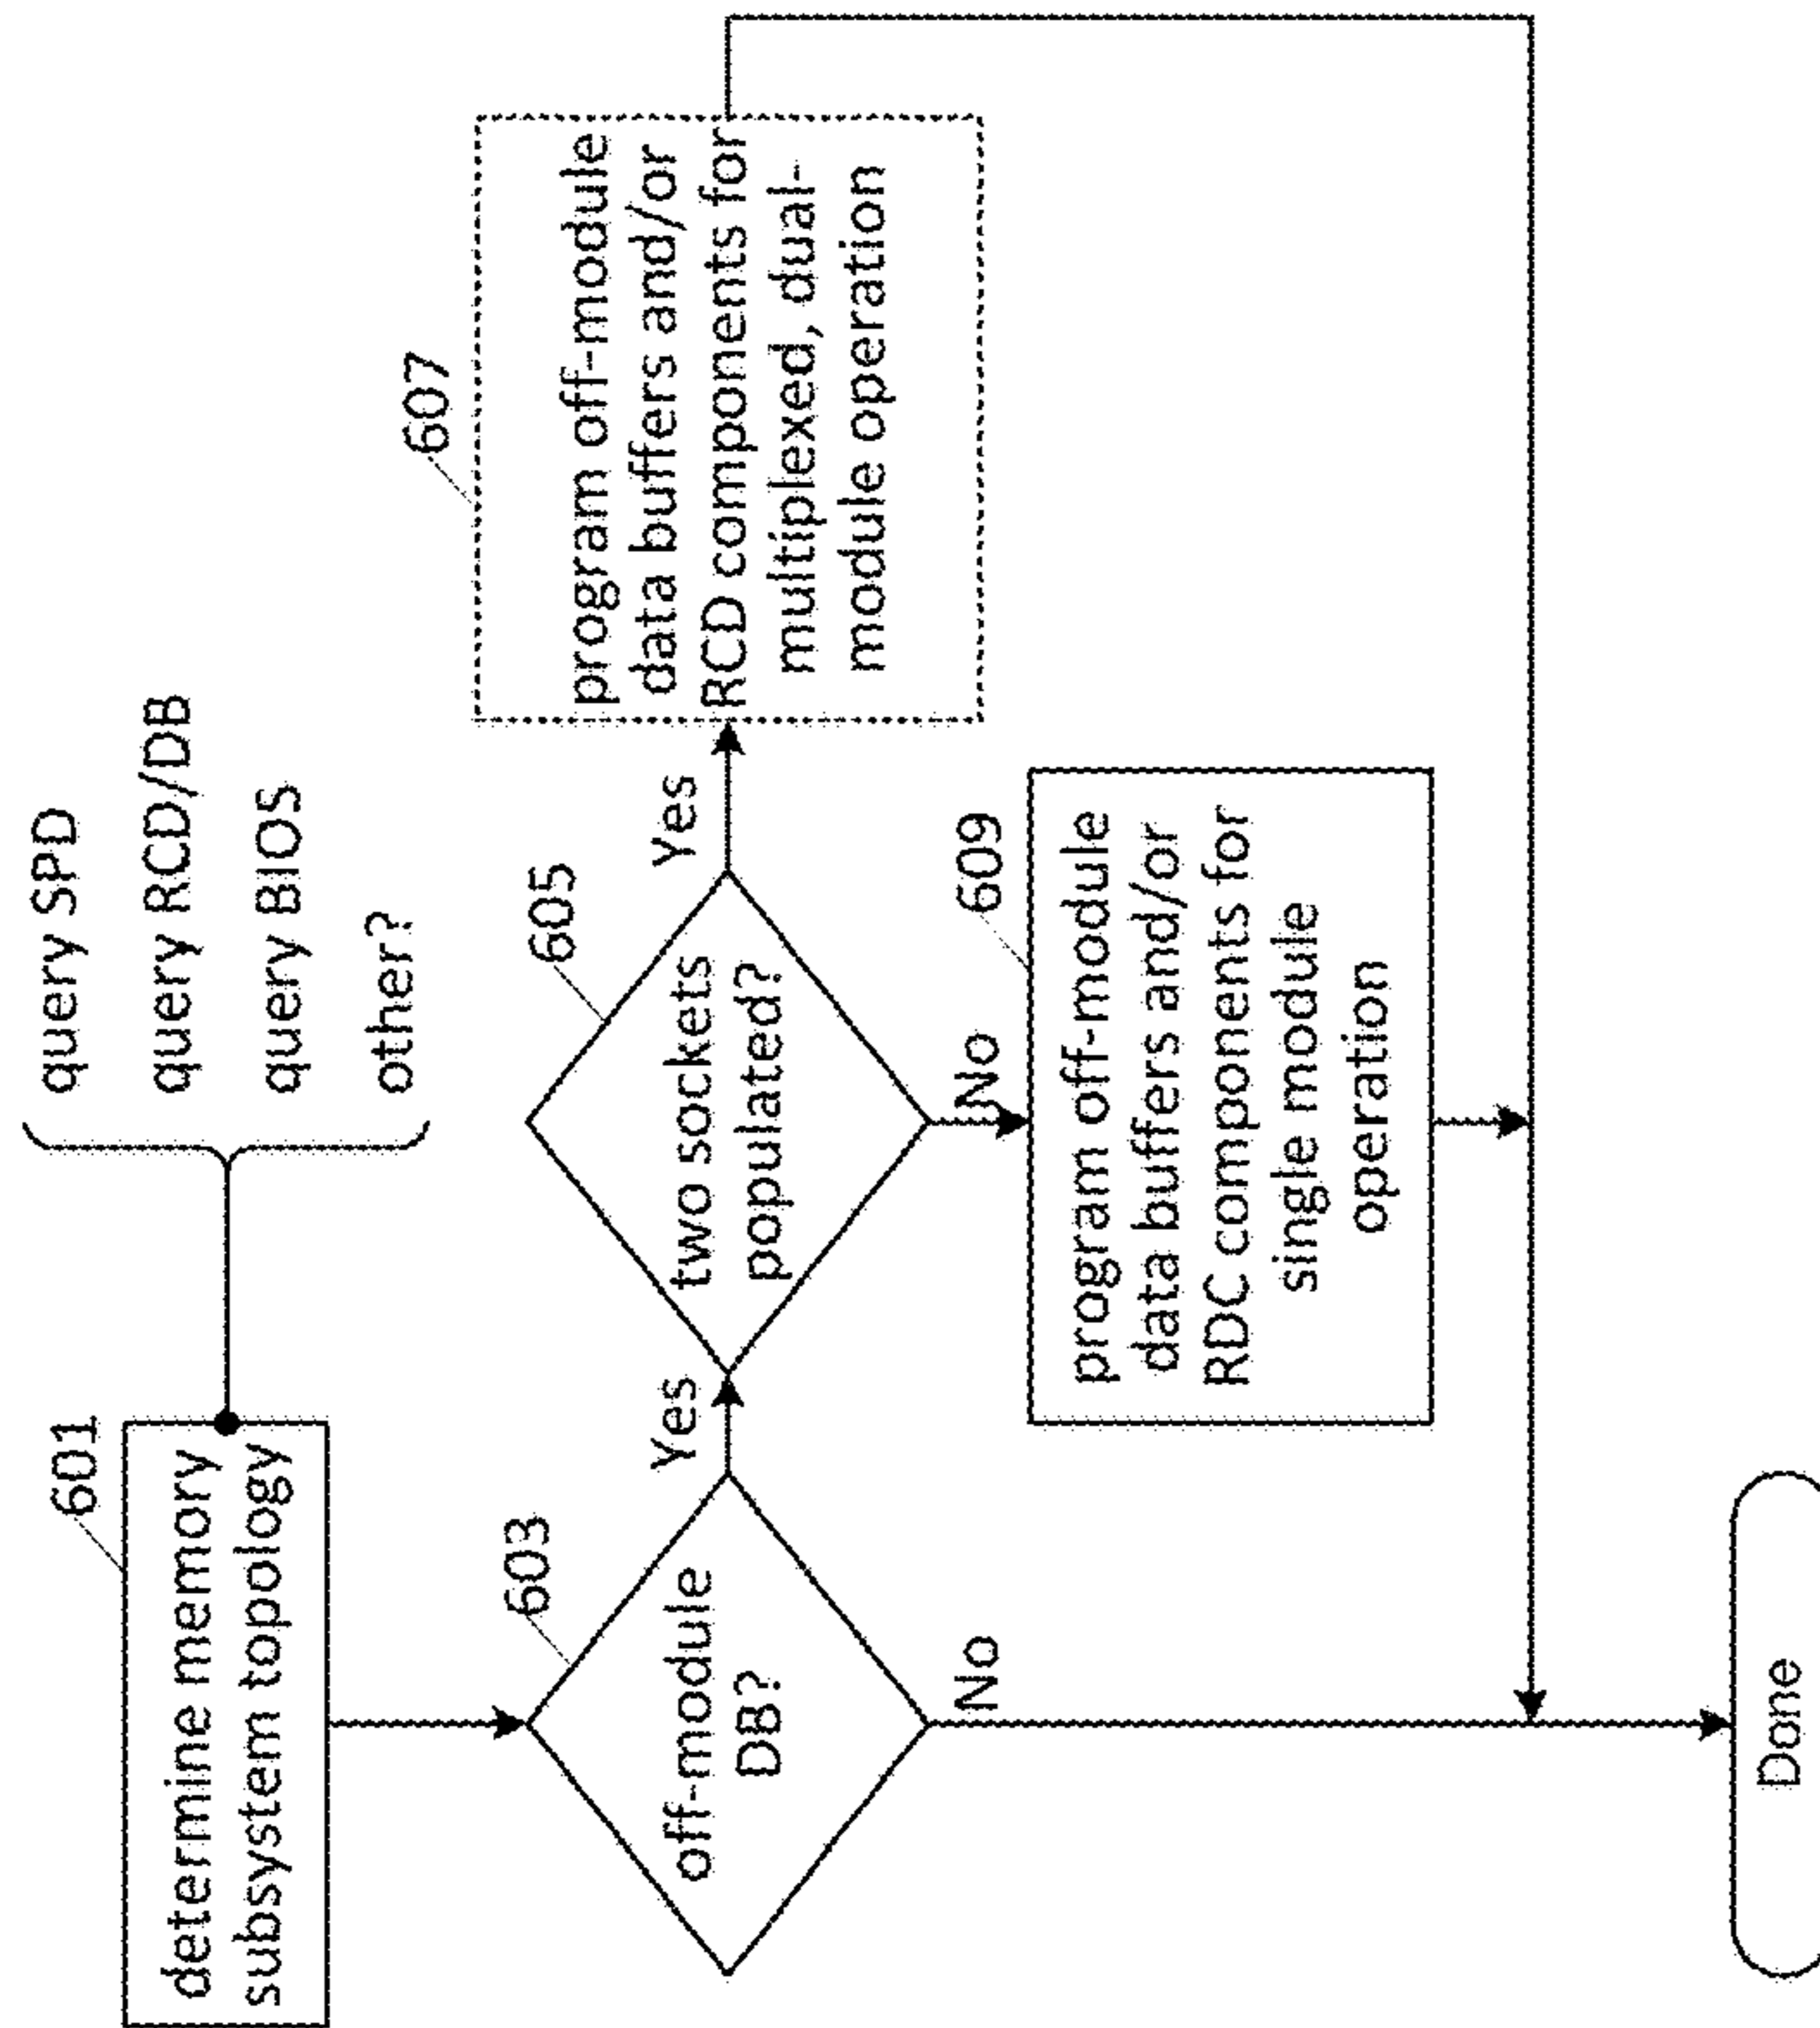 601
determine memory
subsystem topology
query SPD
query RCD/DB
query BIOS
other?
603
off-module
DB?
Yes
No
605
two sockets
populated?
Yes
No
607
program off-module
data buffers and/or
RCD components for
multiplexed, dual-
module operation
609
program off-module
data buffers and/or
RDC components for
single module
operation
Done